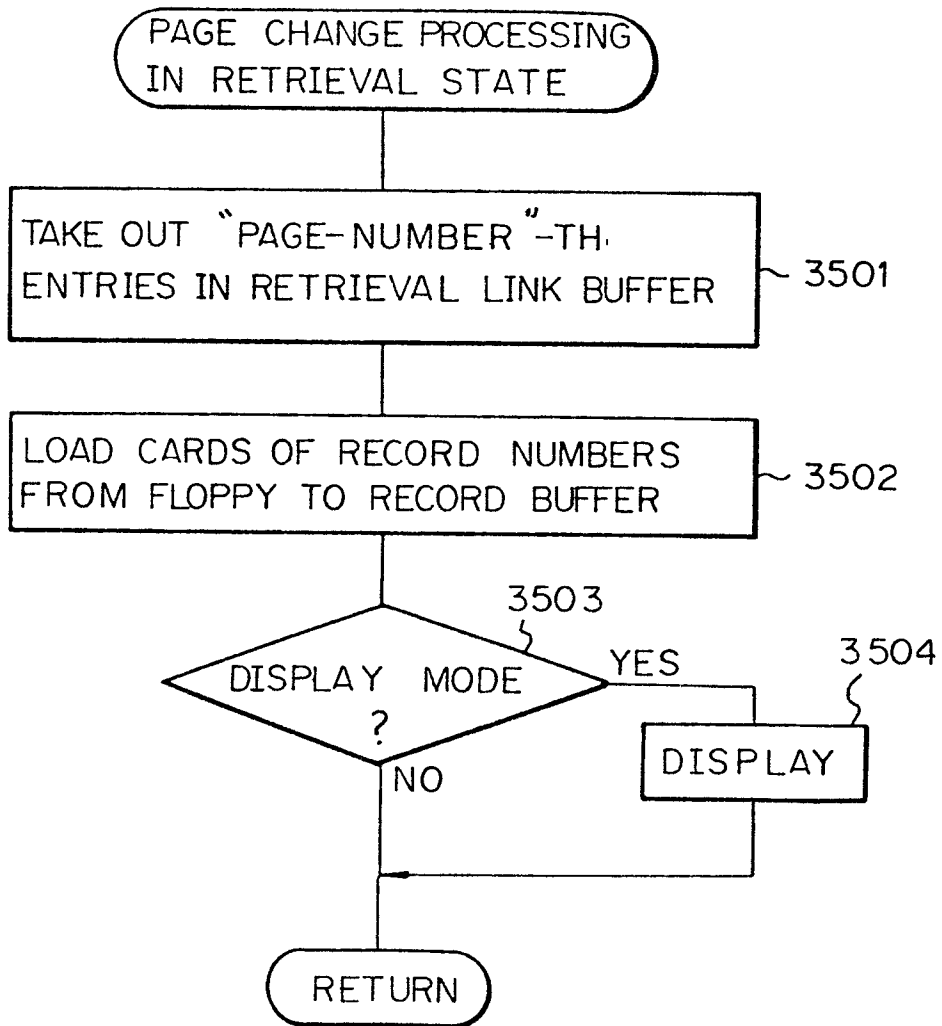 PAGE CHANGE PROCESSING
IN RETRIEVAL STATE
TAKE OUT "PAGE-NUMBER"-TH
ENTRIES IN RETRIEVAL LINK BUFFER
3501
LOAD CARDS OF RECORD NUMBERS
FROM FLOPPY TO RECORD BUFFER
3502
3503
DISPLAY MODE
?
YES
NO
3504
DISPLAY
RETURN